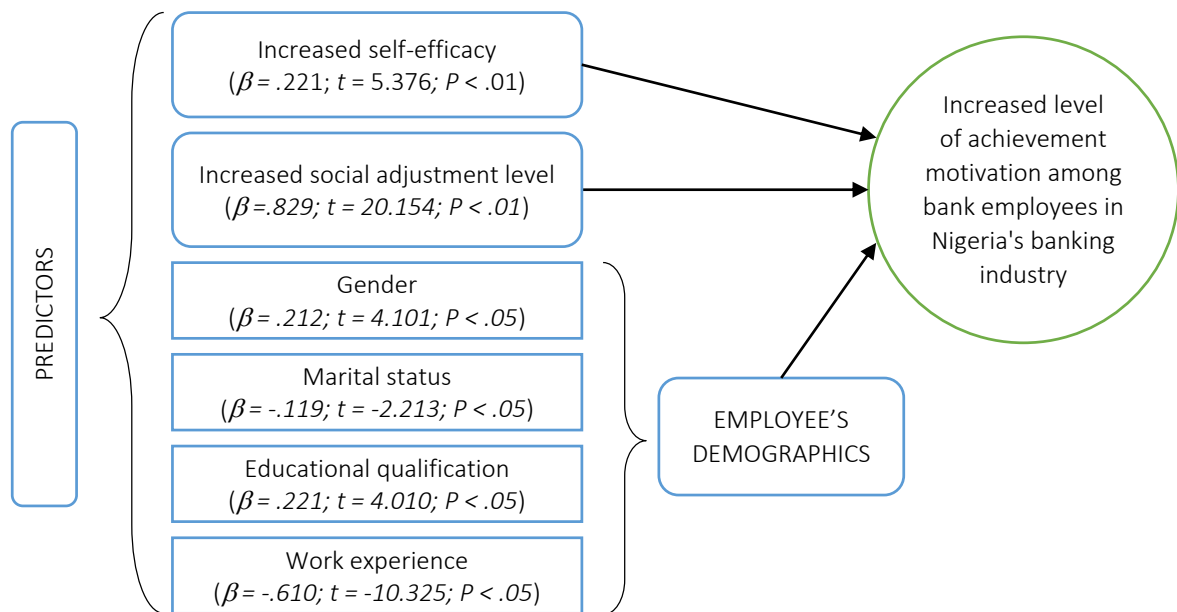 PREDICTORS
Increased self-efficacy
(β = .221; t = 5.376; P < .01)
Increased social adjustment level
(β =.829; t = 20.154; P < .01)
Gender
(β = .212; t = 4.101; P < .05)
Marital status
(β = -.119; t = -2.213; P < .05)
Educational qualification
(β = .221; t = 4.010; P < .05)
Work experience
(β = -.610; t = -10.325; P < .05)
EMPLOYEE’S
DEMOGRAPHICS
Increased level
of achievement
motivation among
bank employees in
Nigeria's banking
industry